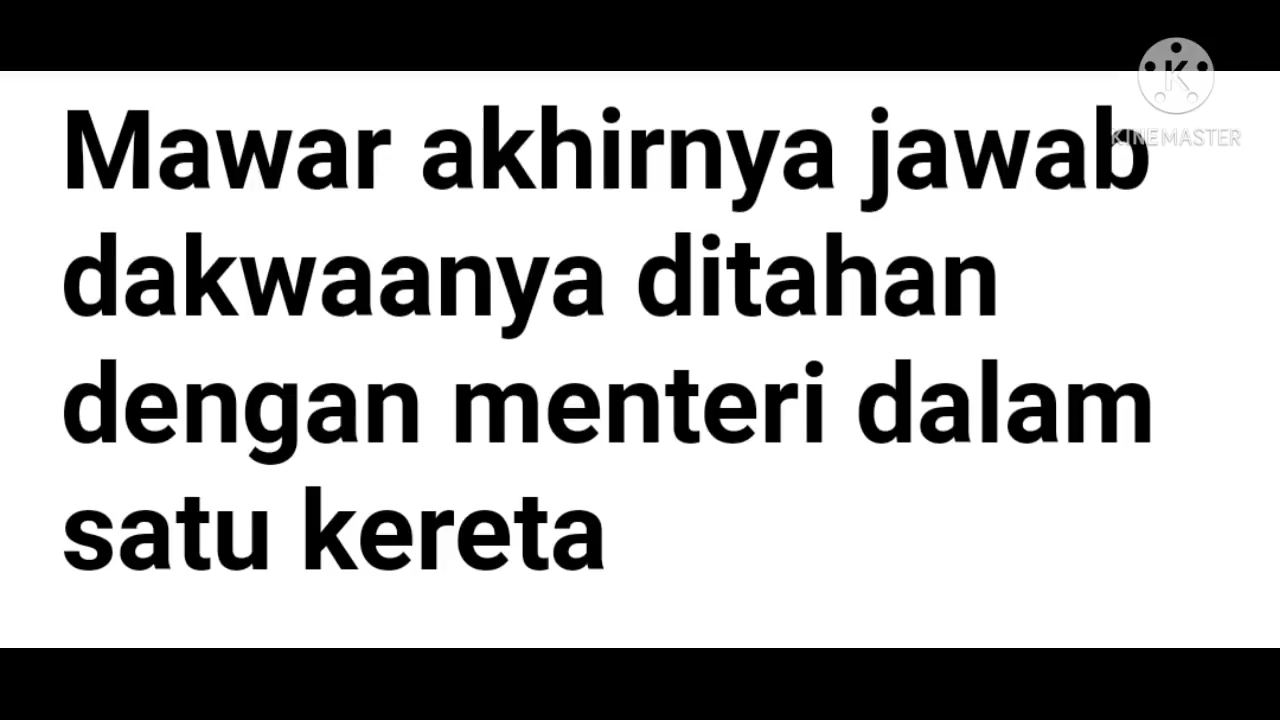 Mawar akhirnya jawab
dakwaanya ditahan
dengan menteri dalam
satu kereta
K
KINEMASTER